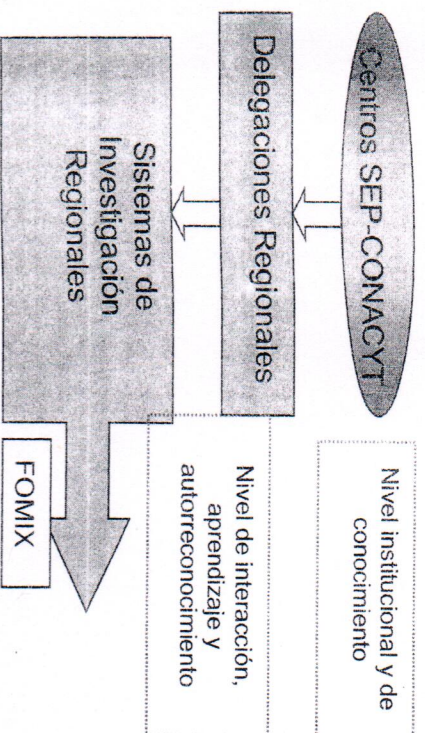 Centros SEP-CONACYT
Nivel institucional y de
conocimiento
Delegaciones Regionales
Nivel de interacción,
aprendizaje y
autorreconocimiento
Sistemas de
Investigación
Regionales
FOMIX